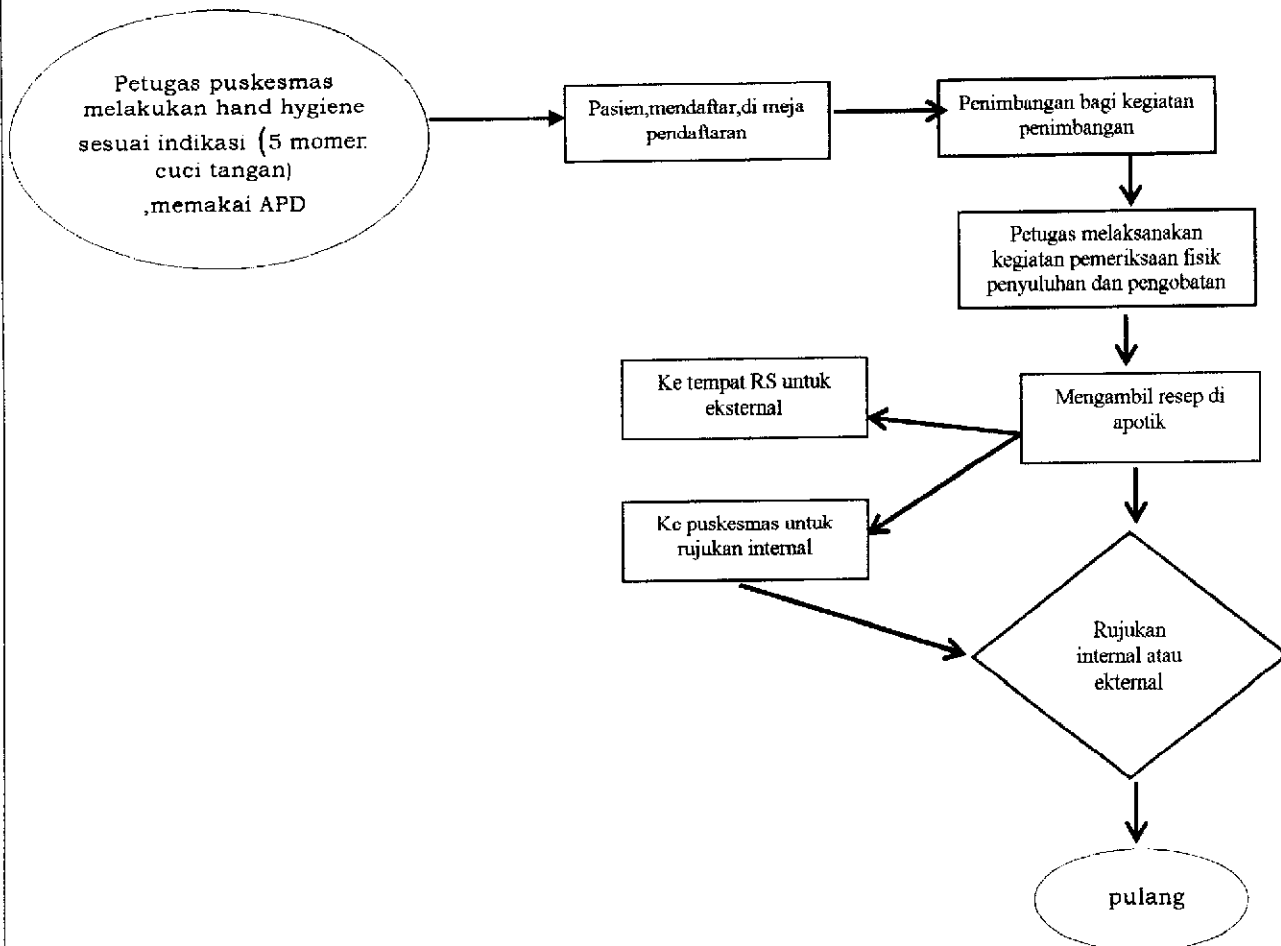 Petugas puskesmas
melakukan hand hygiene
sesuai indikasi (5 momen
cuci tangan)
,memakai APD
Pasien,mendaftar,di meja
pendaftaran
Penimbangan bagi kegiatan
penimbangan
Petugas melaksanakan
kegiatan pemeriksaan fisik
penyuluhan dan pengobatan
Ke tempat RS untuk
eksternal
Mengambil resep di
apotik
Ke puskesmas untuk
rujukan internal
Rujukan
internal atau
ekternal
pulang